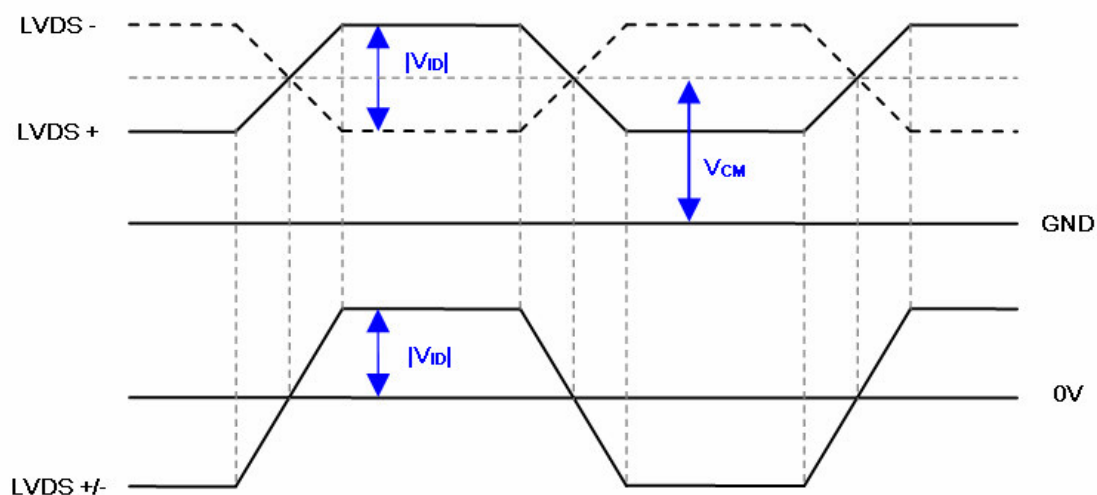 LVDS -
|VID|
LVDS +
VCM
GND
|VID|
0V
LVDS +/-